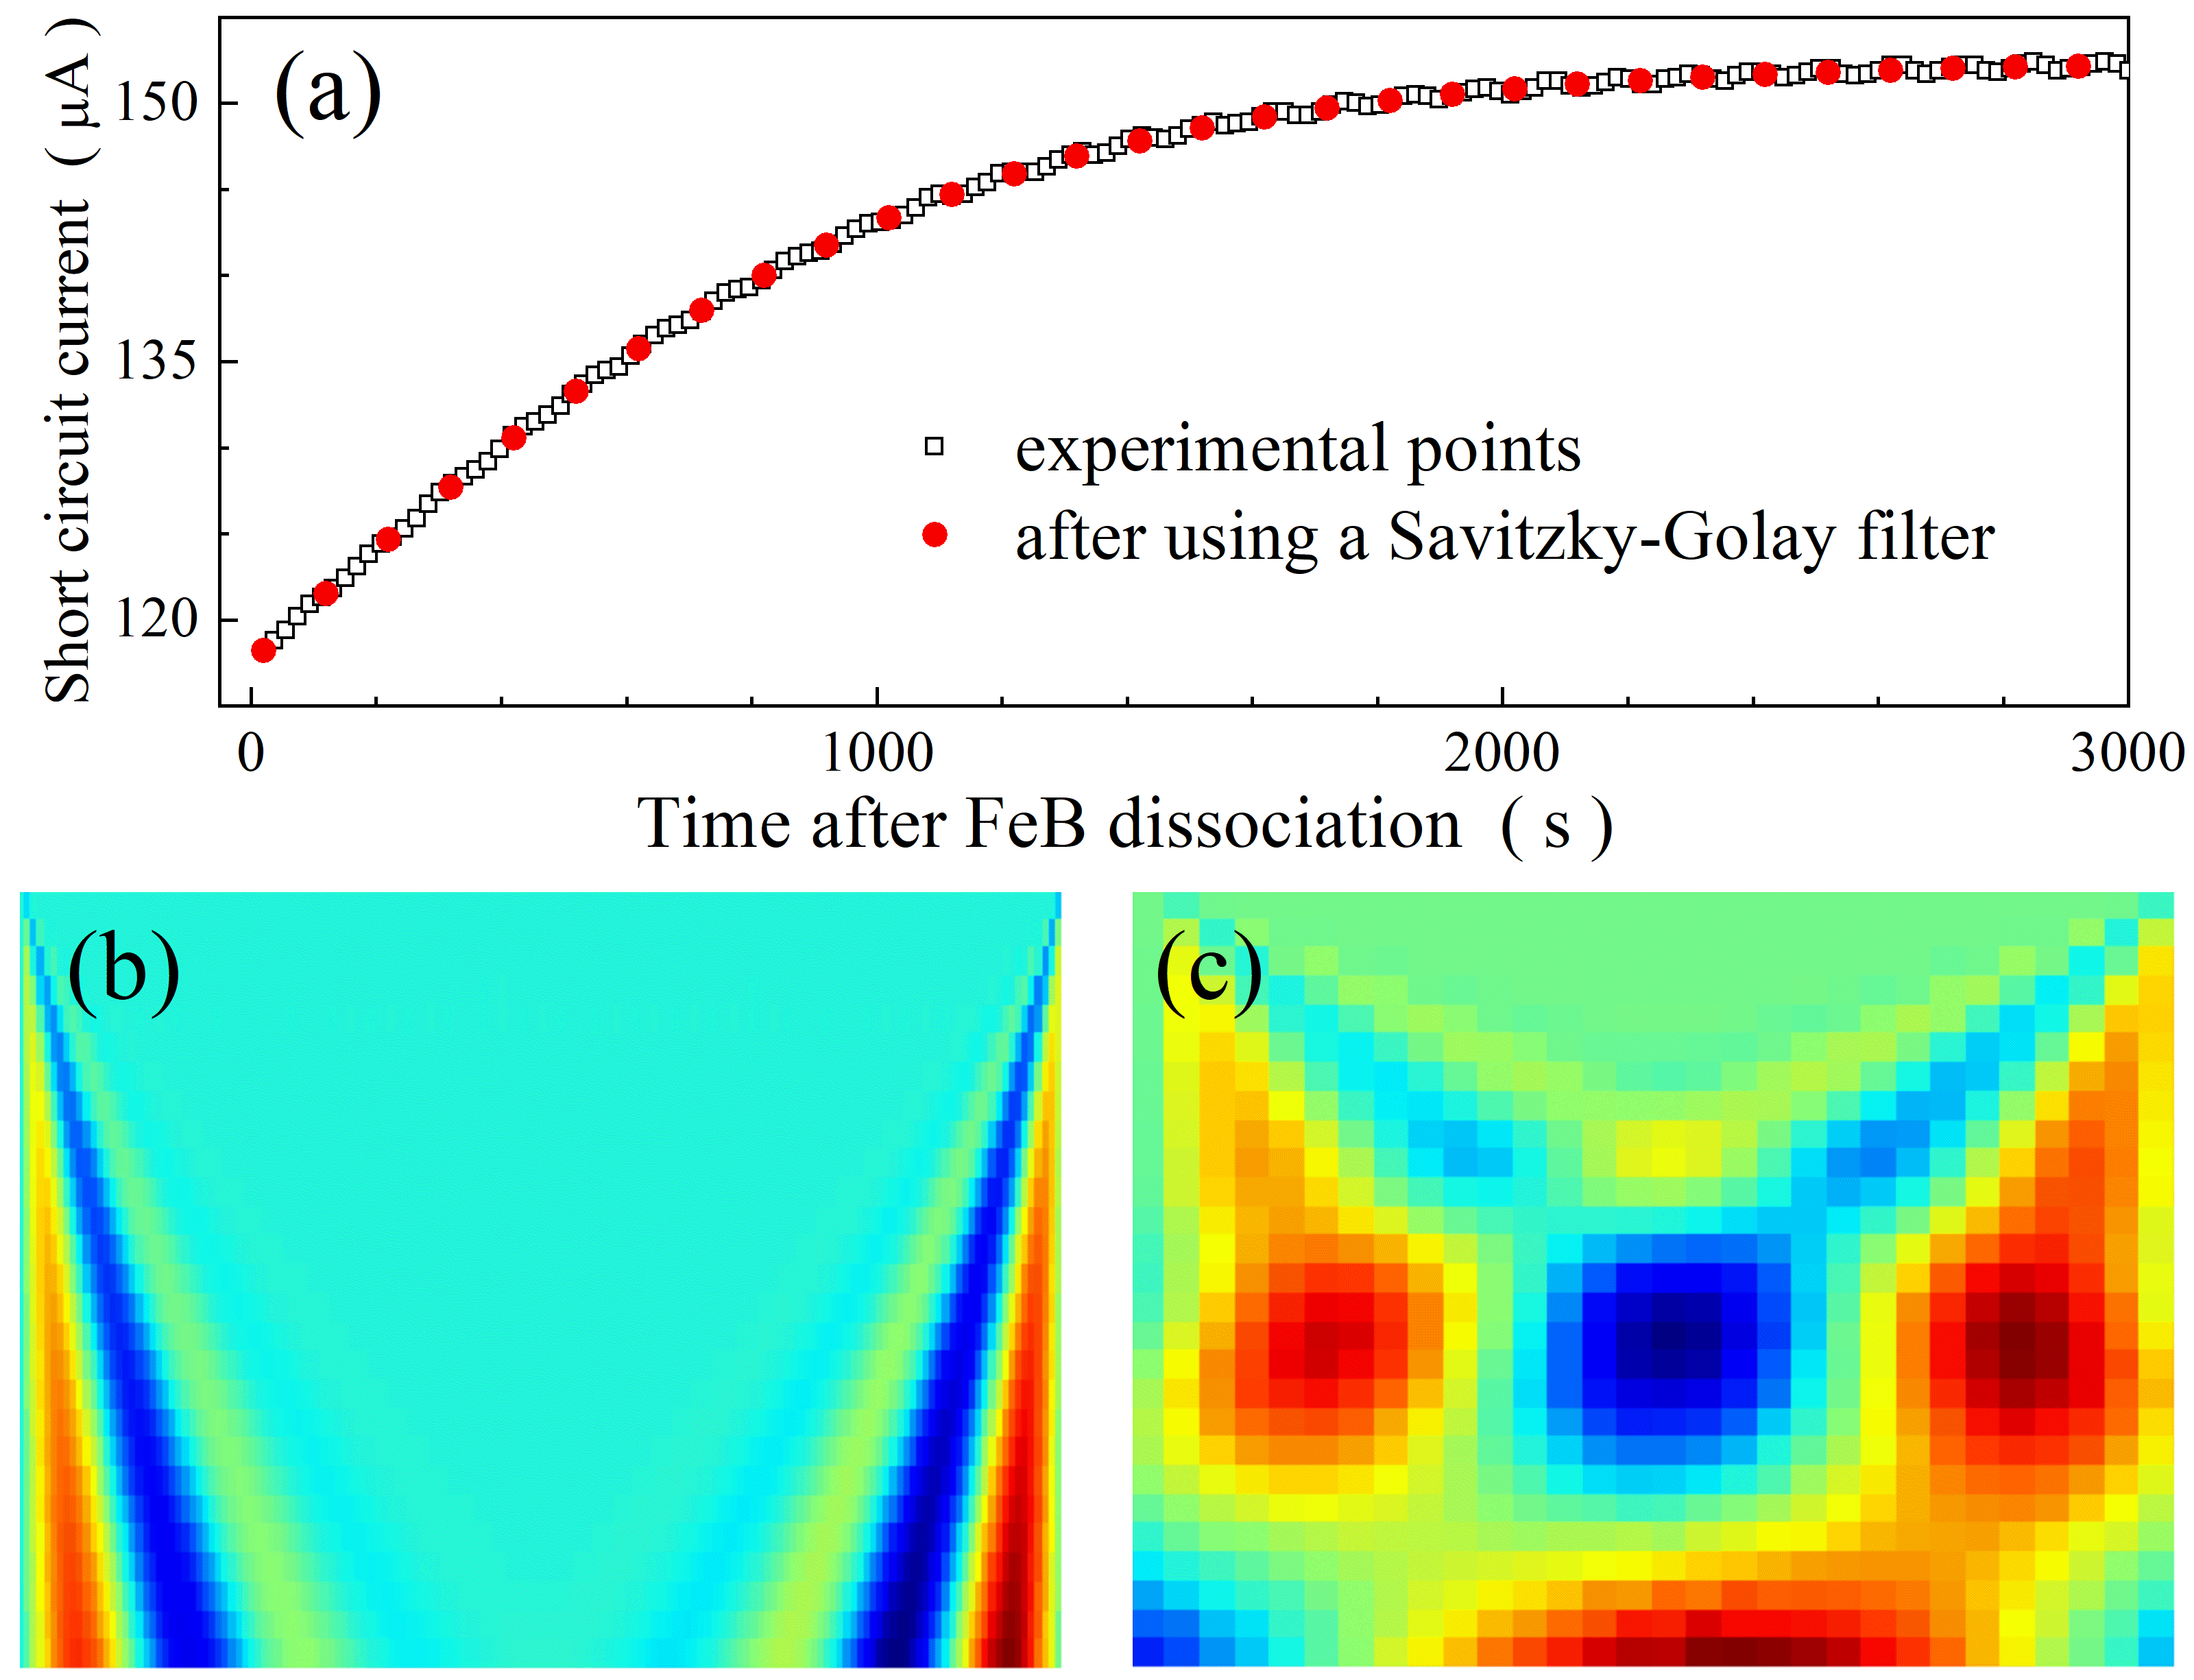 (a)
Short circuit current ( μA )
150
135
120
experimental points
after using a Savitzky-Golay filter
0 1000 2000 3000
Time after FeB dissociation ( s )
(b) (c)